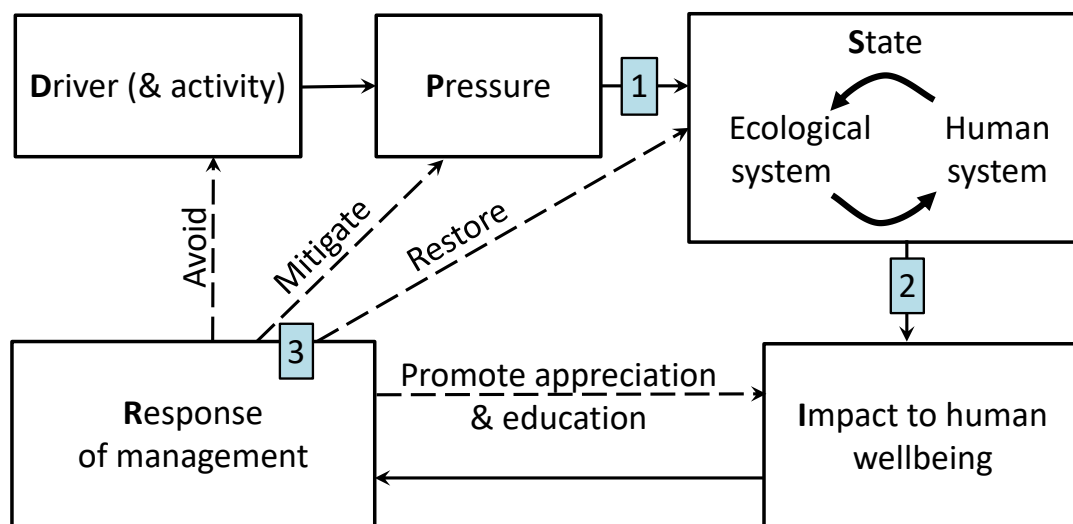 Driver (& activity)
Pressure
1
State
Ecological
system
Human
system
Avoid
Mitigate
Restore
2
3
Response
of management
Promote appreciation
& education
Impact to human
wellbeing